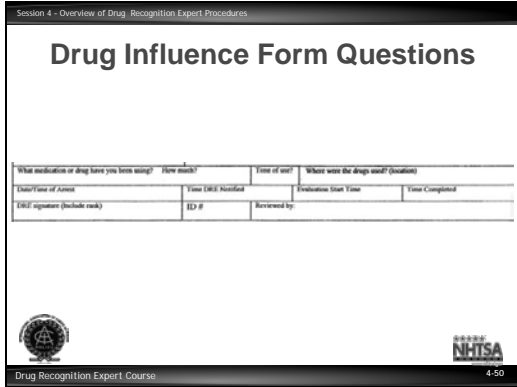 Session 4 - Overview of Drug Recognition Expert Procedures
Drug Influence Form Questions
What medication or drug have you been using? How much? Time of use? Where were the drugs used? (location)
Date/Time of Arrest Time DRE Notified Evaluation Start Time Time Completed
DRE signature (Include rank) ID # Reviewed by:
NHTSA
Drug Recognition Expert Course 4-50